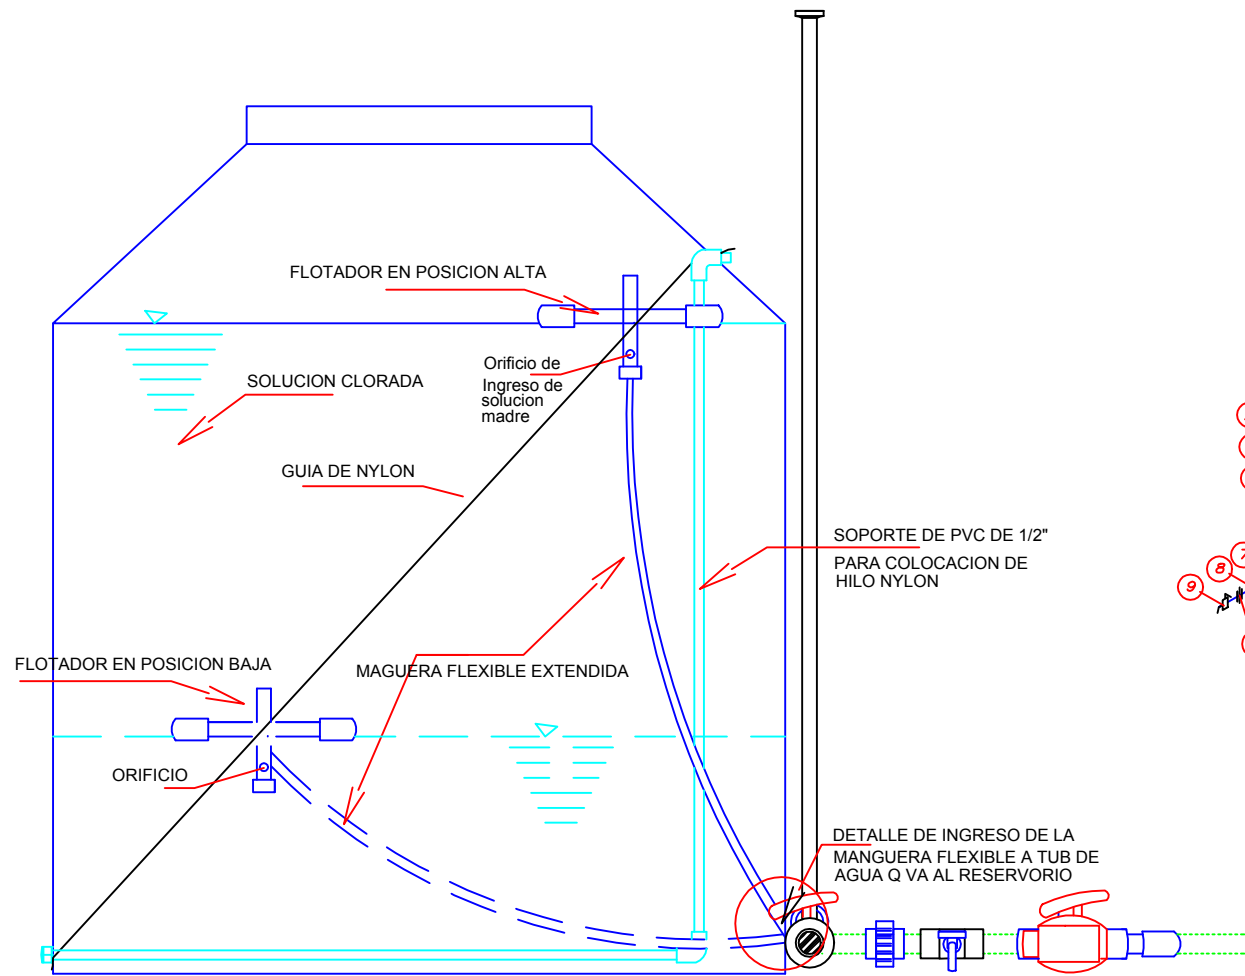 FLOTADOR EN POSICION ALTA
SOLUCION CLORADA
Orificio de
Ingreso de
solucion
madre
GUIA DE NYLON
SOPORTE DE PVC DE 1/2"
PARA COLOCACION DE
HILO NYLON
7
8
9
FLOTADOR EN POSICION BAJA
MAGUERA FLEXIBLE EXTENDIDA
ORIFICIO
DETALLE DE INGRESO DE LA
MANGUERA FLEXIBLE A TUB DE
AGUA Q VA AL RESERVORIO